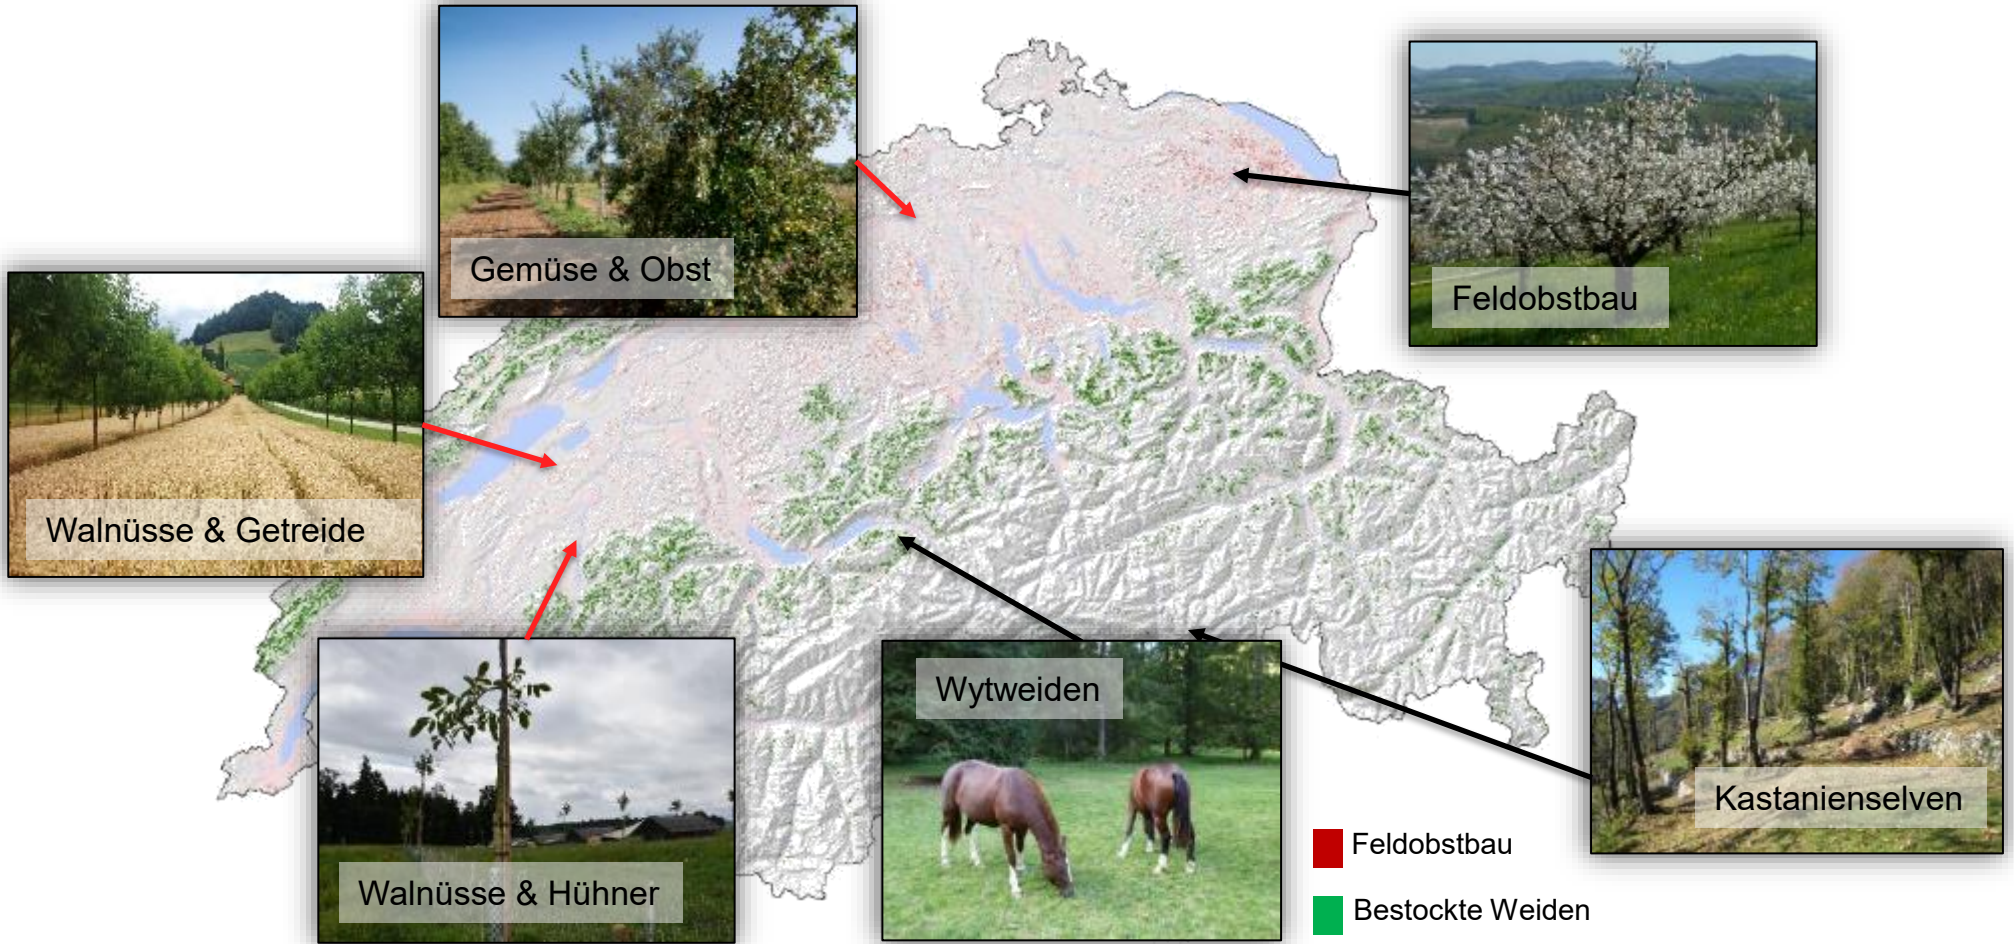 Gemüse & Obst
Feldobstbau
Walnüsse & Getreide
Wytweiden
Kastanienselven
Walnüsse & Hühner
Feldobstbau
Bestockte Weiden